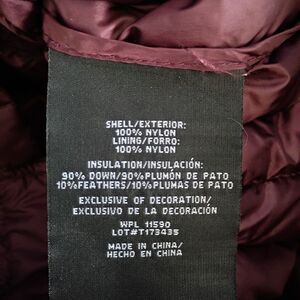 SHELL/EXTERIOR:
100% NYLON
LINING/FORRO:
100% NYLON
INSULATION/INSULACIÓN:
90% DOWN/90%PLUMÓN DE PATO
10%FEATHERS/10%PLUMAS DE PATO
EXCLUSIVE OF DECORATION/
EXCLUSIVO DE LA DECORACIÓN
WPL 11590
LOT#T173435
MADE IN CHINA/
HECHO EN CHINA